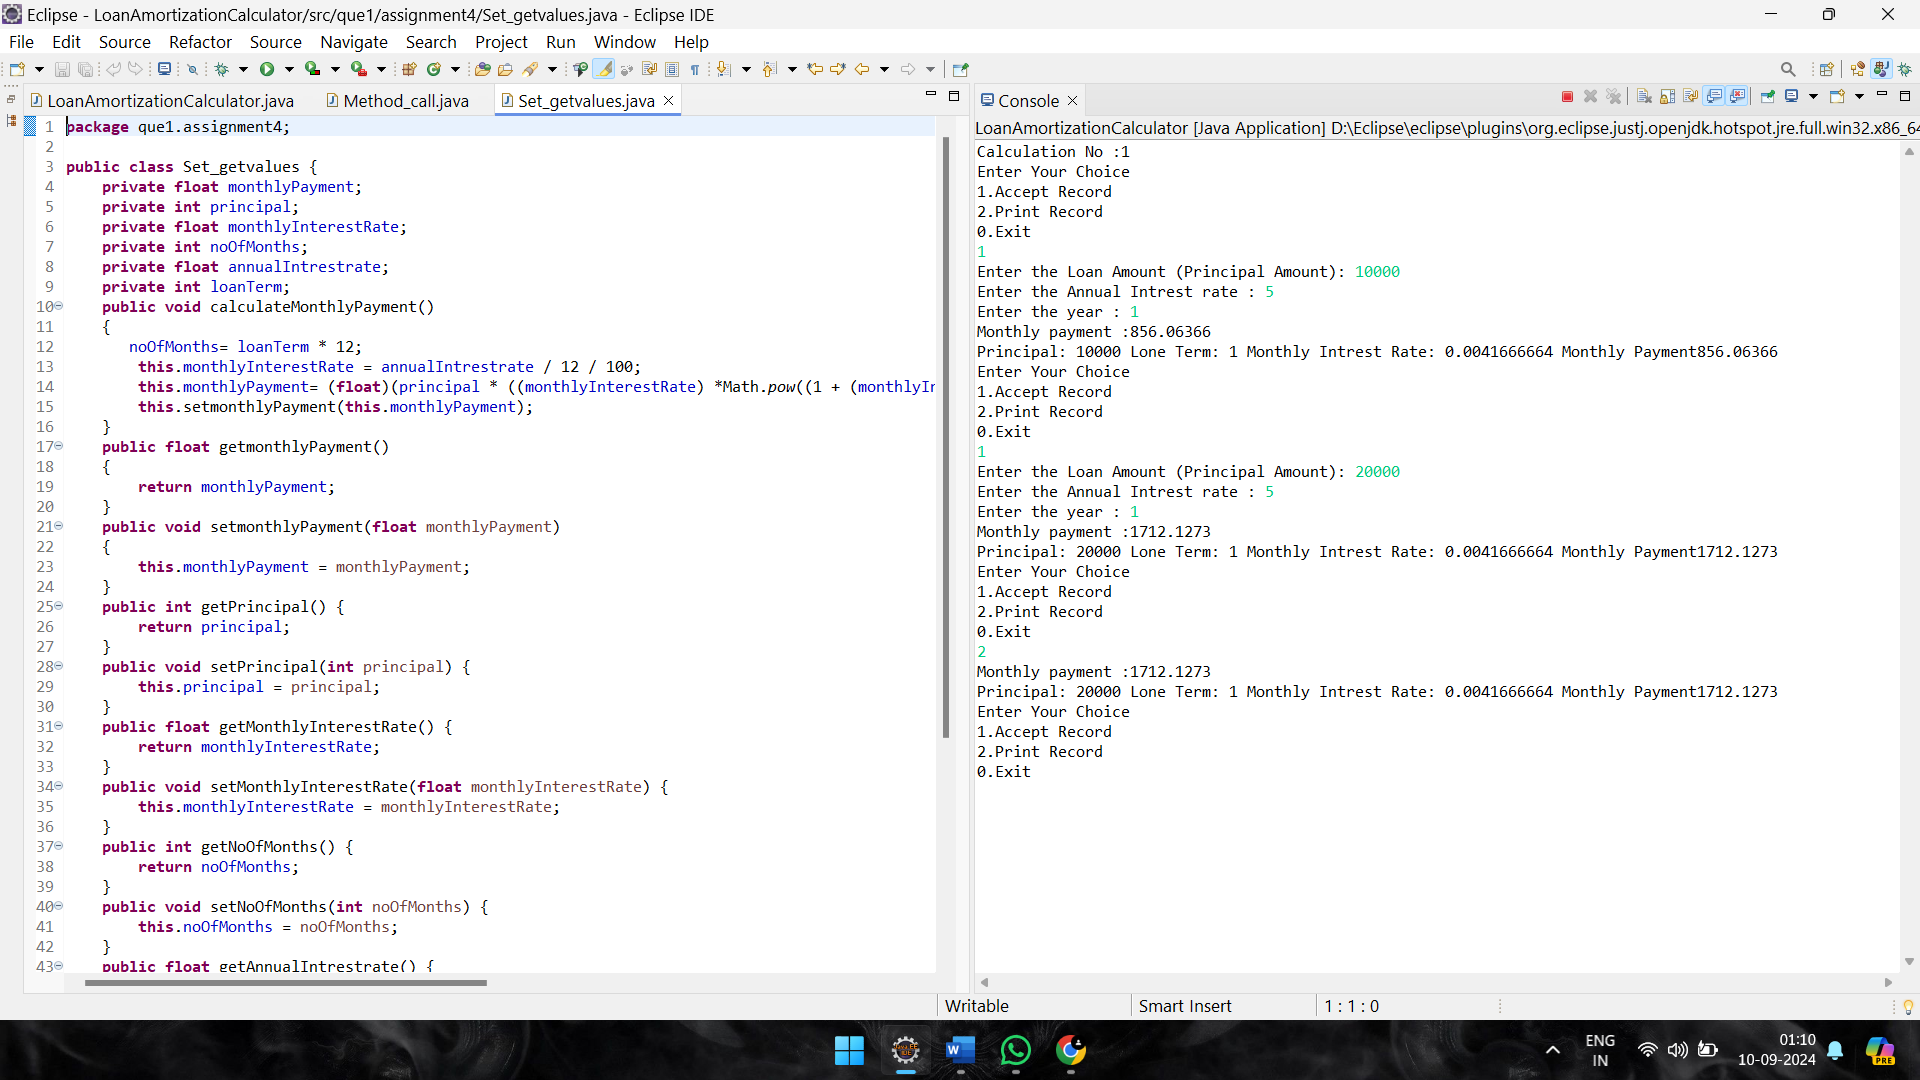 Eclipse - LoanAmortizationCalculator/src/que1/assignment4/Set_getvalues.java - Eclipse IDE
File Edit Source Refactor Source Navigate Search Project Run Window Help
LoanAmortizationCalculator.java Method_call.java Set_getvalues.java
1 package que1.assignment4;
2
3 public class Set_getvalues {
4 private float monthlyPayment;
5 private int principal;
6 private float monthlyInterestRate;
7 private int noOfMonths;
8 private float annualIntrestrate;
9 private int loanTerm;
10 public void calculateMonthlyPayment()
11 {
12 noOfMonths= loanTerm * 12;
13 this.monthlyInterestRate = annualIntrestrate / 12 / 100;
14 this.monthlyPayment= (float)(principal * ((monthlyInterestRate) *Math.pow((1 + (monthlyIr
15 this.setmonthlyPayment(this.monthlyPayment);
16 }
17 public float getmonthlyPayment()
18 {
19 return monthlyPayment;
20 }
21 public void setmonthlyPayment(float monthlyPayment)
22 {
23 this.monthlyPayment = monthlyPayment;
24 }
25 public int getPrincipal() {
26 return principal;
27 }
28 public void setPrincipal(int principal) {
29 this.principal = principal;
30 }
31 public float getMonthlyInterestRate() {
32 return monthlyInterestRate;
33 }
34 public void setMonthlyInterestRate(float monthlyInterestRate) {
35 this.monthlyInterestRate = monthlyInterestRate;
36 }
37 public int getNoOfMonths() {
38 return noOfMonths;
39 }
40 public void setNoOfMonths(int noOfMonths) {
41 this.noOfMonths = noOfMonths;
42 }
43 public float getAnnualIntrestrate() {
Console
LoanAmortizationCalculator [Java Application] D:\Eclipse\eclipse\plugins\org.eclipse.justj.openjdk.hotspot.jre.full.win32.x86_64
Calculation No :1
Enter Your Choice
1.Accept Record
2.Print Record
0.Exit
1
Enter the Loan Amount (Principal Amount): 10000
Enter the Annual Intrest rate : 5
Enter the year : 1
Monthly payment :856.06366
Principal: 10000 Lone Term: 1 Monthly Intrest Rate: 0.0041666664 Monthly Payment856.06366
Enter Your Choice
1.Accept Record
2.Print Record
0.Exit
1
Enter the Loan Amount (Principal Amount): 20000
Enter the Annual Intrest rate : 5
Enter the year : 1
Monthly payment :1712.1273
Principal: 20000 Lone Term: 1 Monthly Intrest Rate: 0.0041666664 Monthly Payment1712.1273
Enter Your Choice
1.Accept Record
2.Print Record
0.Exit
2
Monthly payment :1712.1273
Principal: 20000 Lone Term: 1 Monthly Intrest Rate: 0.0041666664 Monthly Payment1712.1273
Enter Your Choice
1.Accept Record
2.Print Record
0.Exit
Writable Smart Insert 1 : 1 : 0
ENG
IN
01:10
10-09-2024
PRE